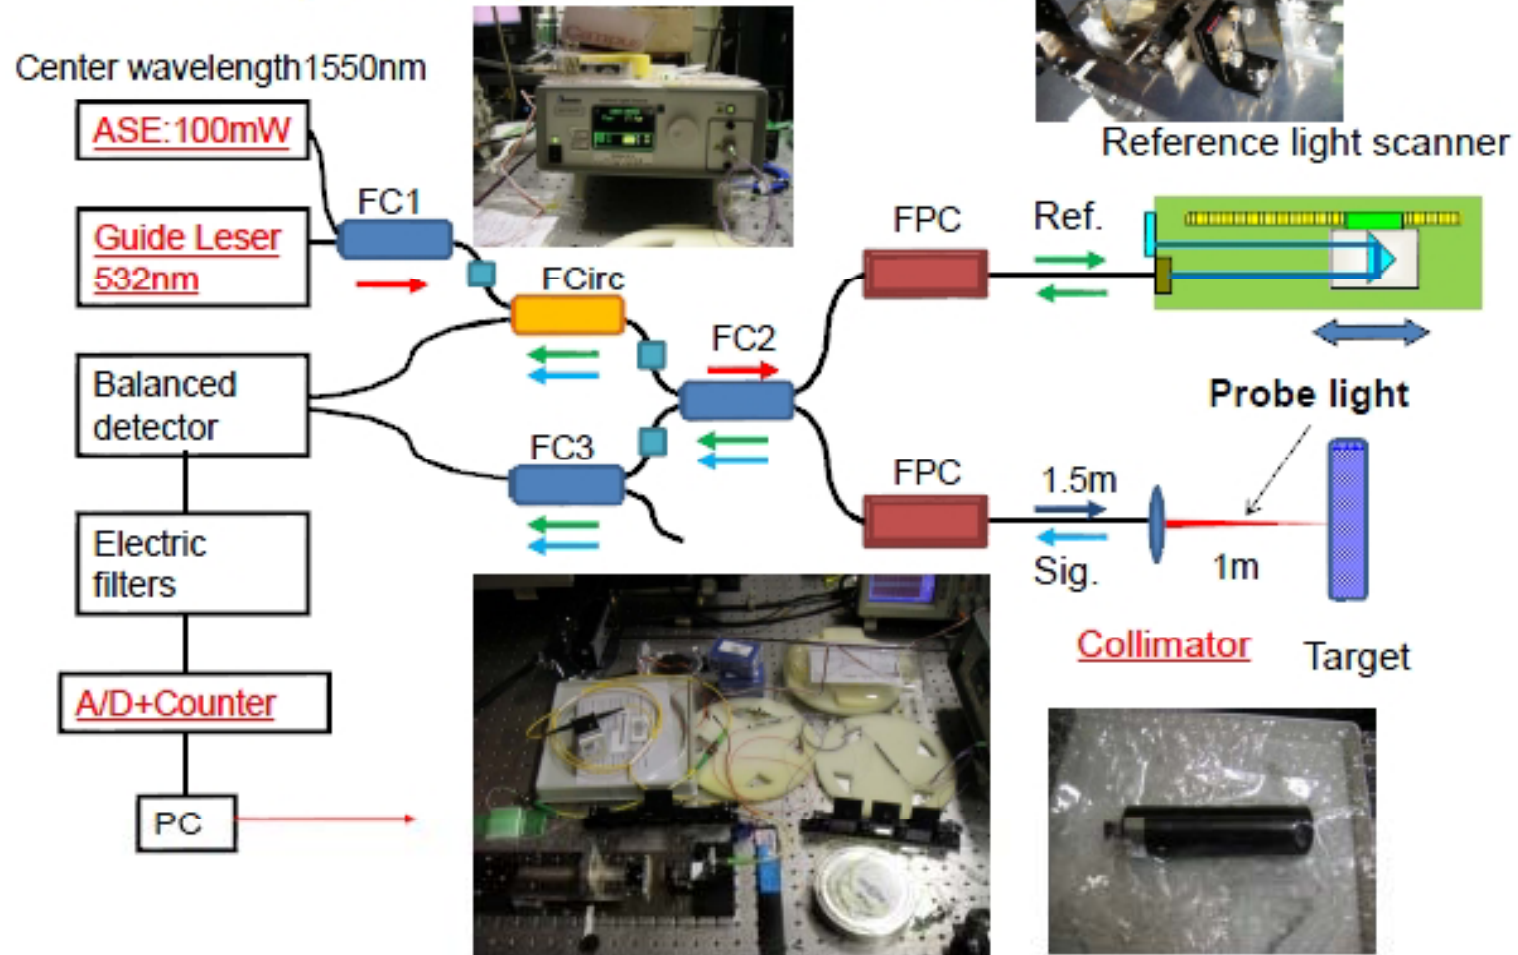 Center wavelength1550nm
ASE:100mW
FC1
Guide Leser
532nm
FCirc
FC2
Balanced
detector
FC3
Electric
filters
A/D+Counter
PC
Reference light scanner
FPC
Ref.
Probe light
FPC
1.5m
Sig.
1m
Collimator
Target